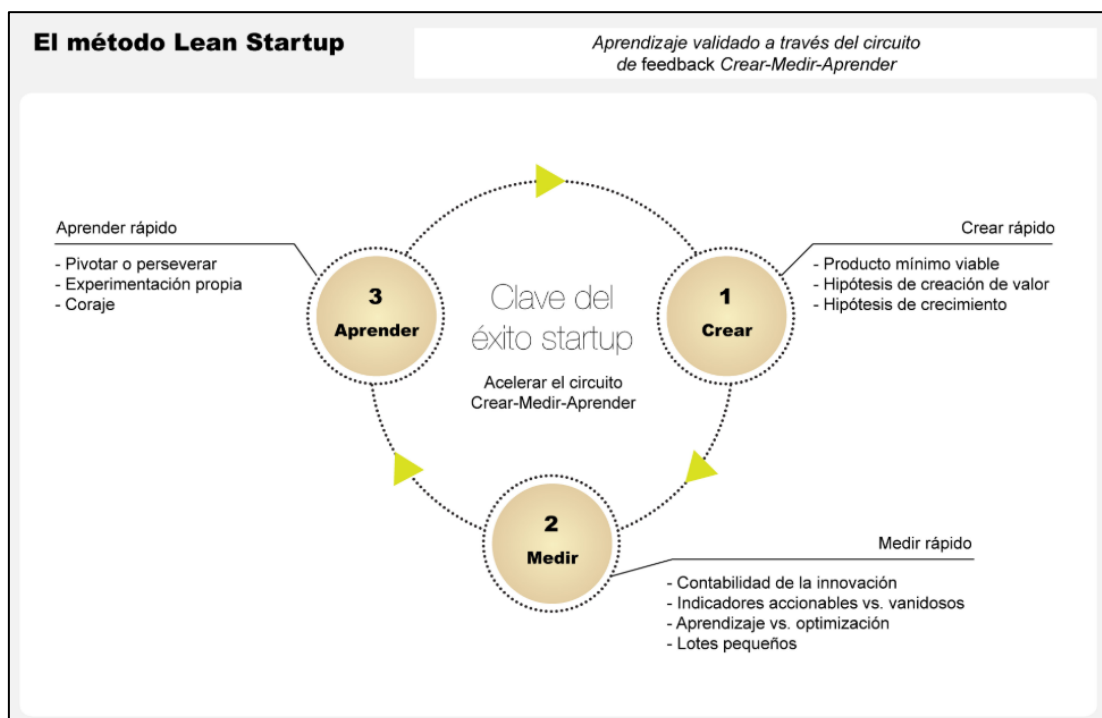 El método Lean Startup
Aprendizaje validado a través del circuito
de feedback Crear-Medir-Aprender
Aprender rápido
- Pivotar o perseverar
- Experimentación propia
- Coraje
3
Aprender
Clave del
éxito startup
Acelerar el circuito
Crear-Medir-Aprender
1
Crear
Crear rápido
- Producto mínimo viable
- Hipótesis de creación de valor
- Hipótesis de crecimiento
2
Medir
Medir rápido
- Contabilidad de la innovación
- Indicadores accionables vs. vanidosos
- Aprendizaje vs. optimización
- Lotes pequeños